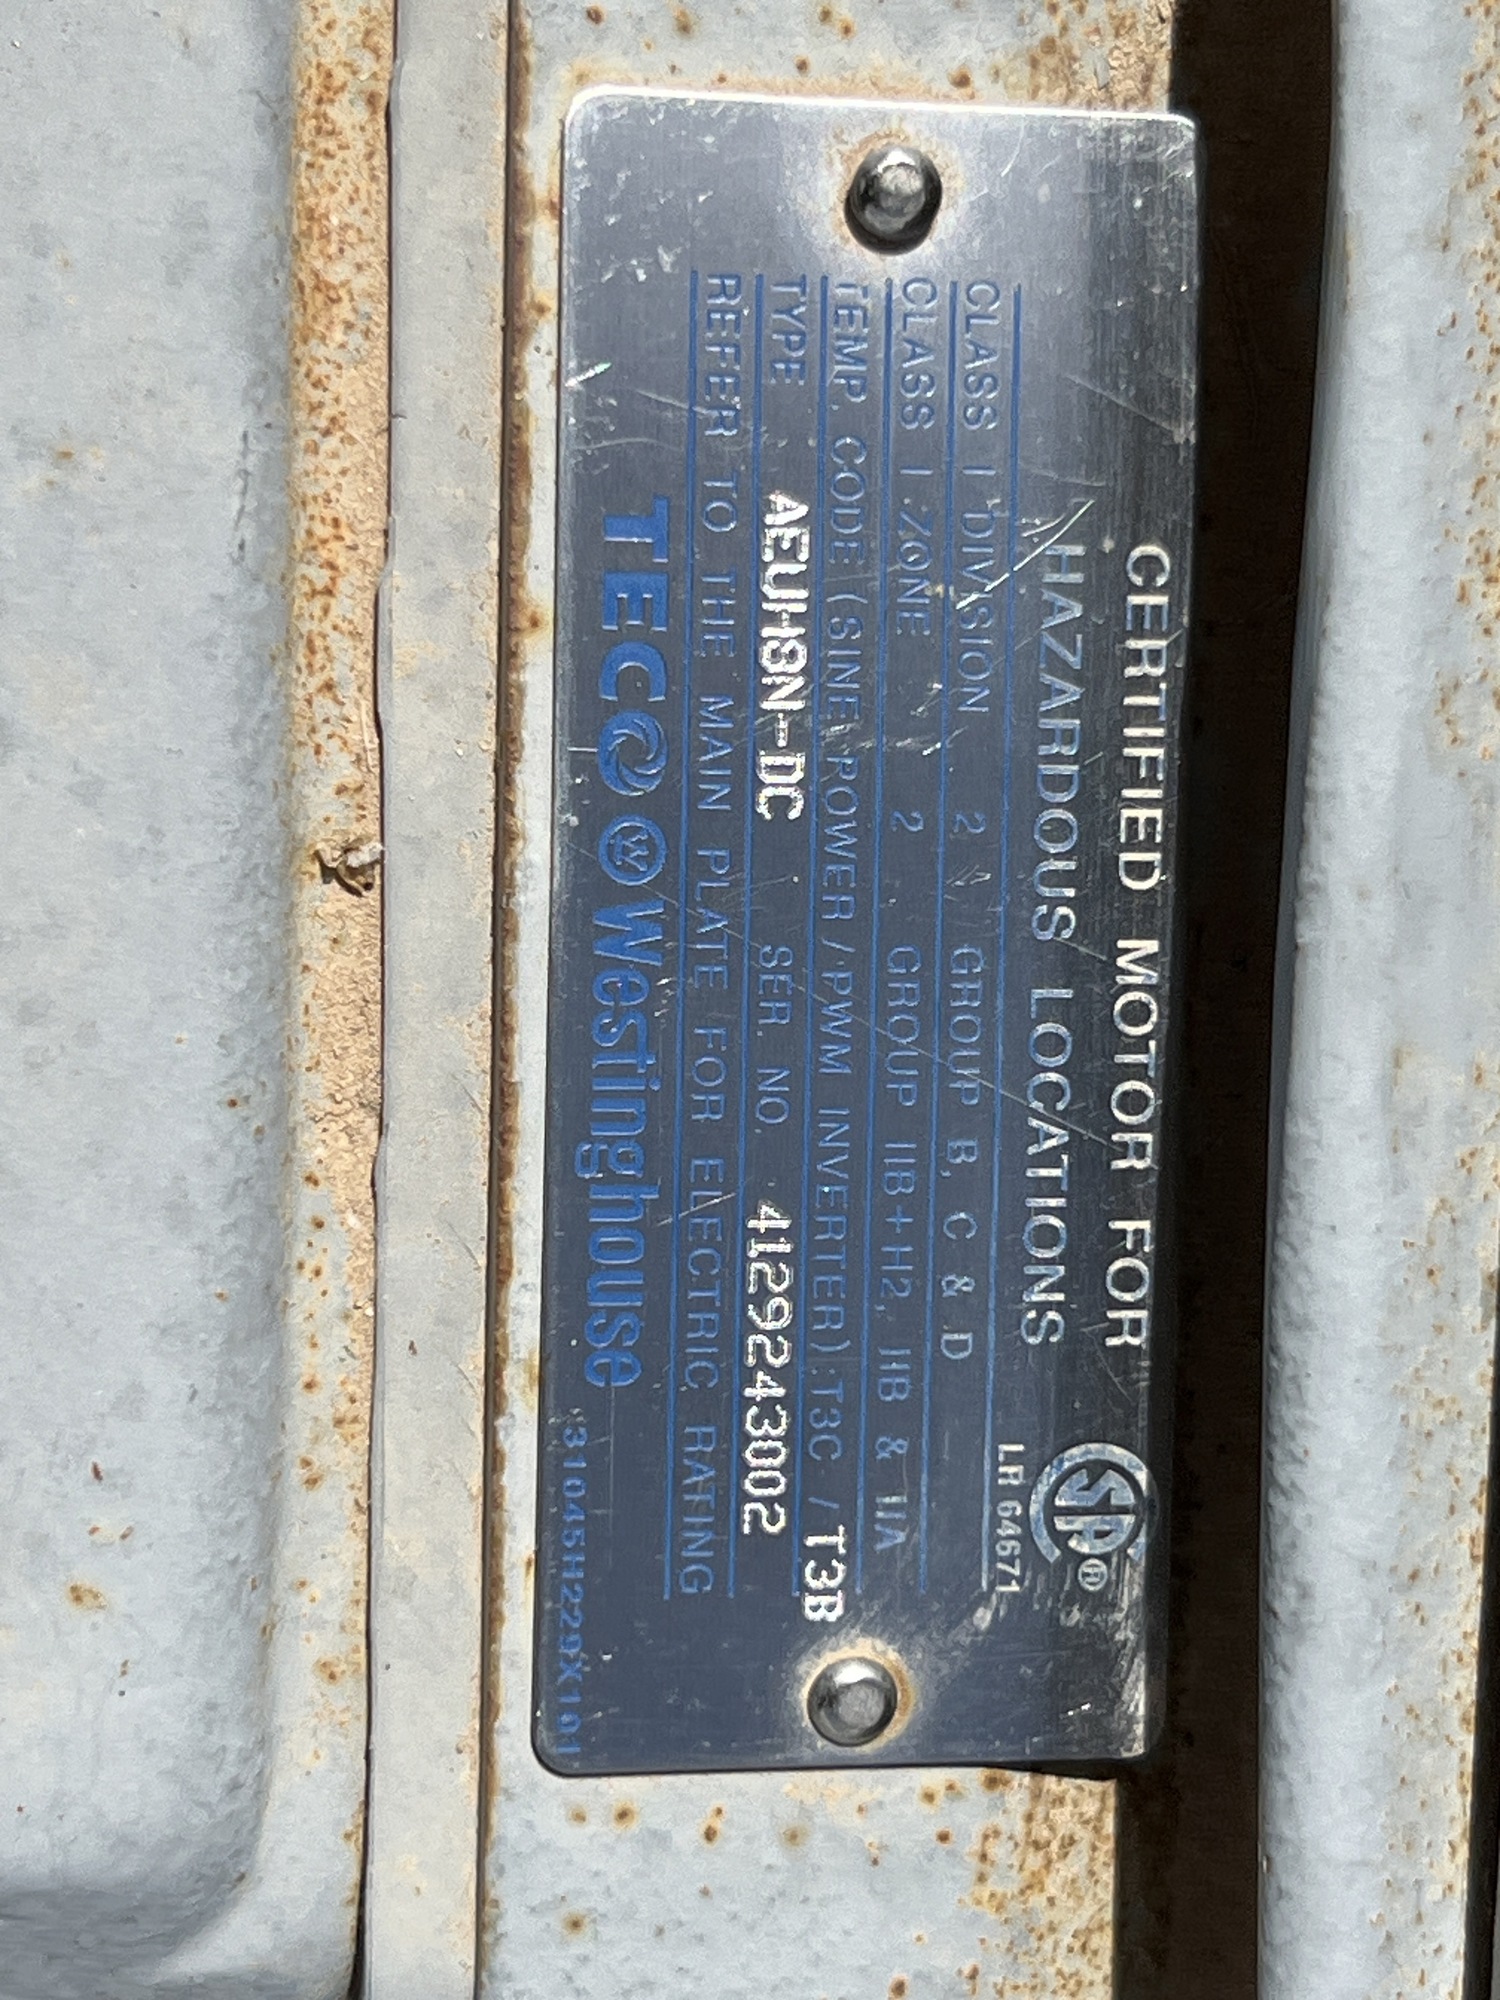 CERTIFIED MOTOR FOR
HAZARDOUS LOCATIONS
SP®
LR 64671
CLASS I DIVISION 2 GROUP B, C & D
CLASS I ZONE 2 GROUP IIB+H2, IIB & IIA
TEMP. CODE (SINE POWER / PWM INVERTER):T3C / T3B
TYPE AEUH8N-DC SER. NO. 4129243002
REFER TO THE MAIN PLATE FOR ELECTRIC RATING
TECO W Westinghouse